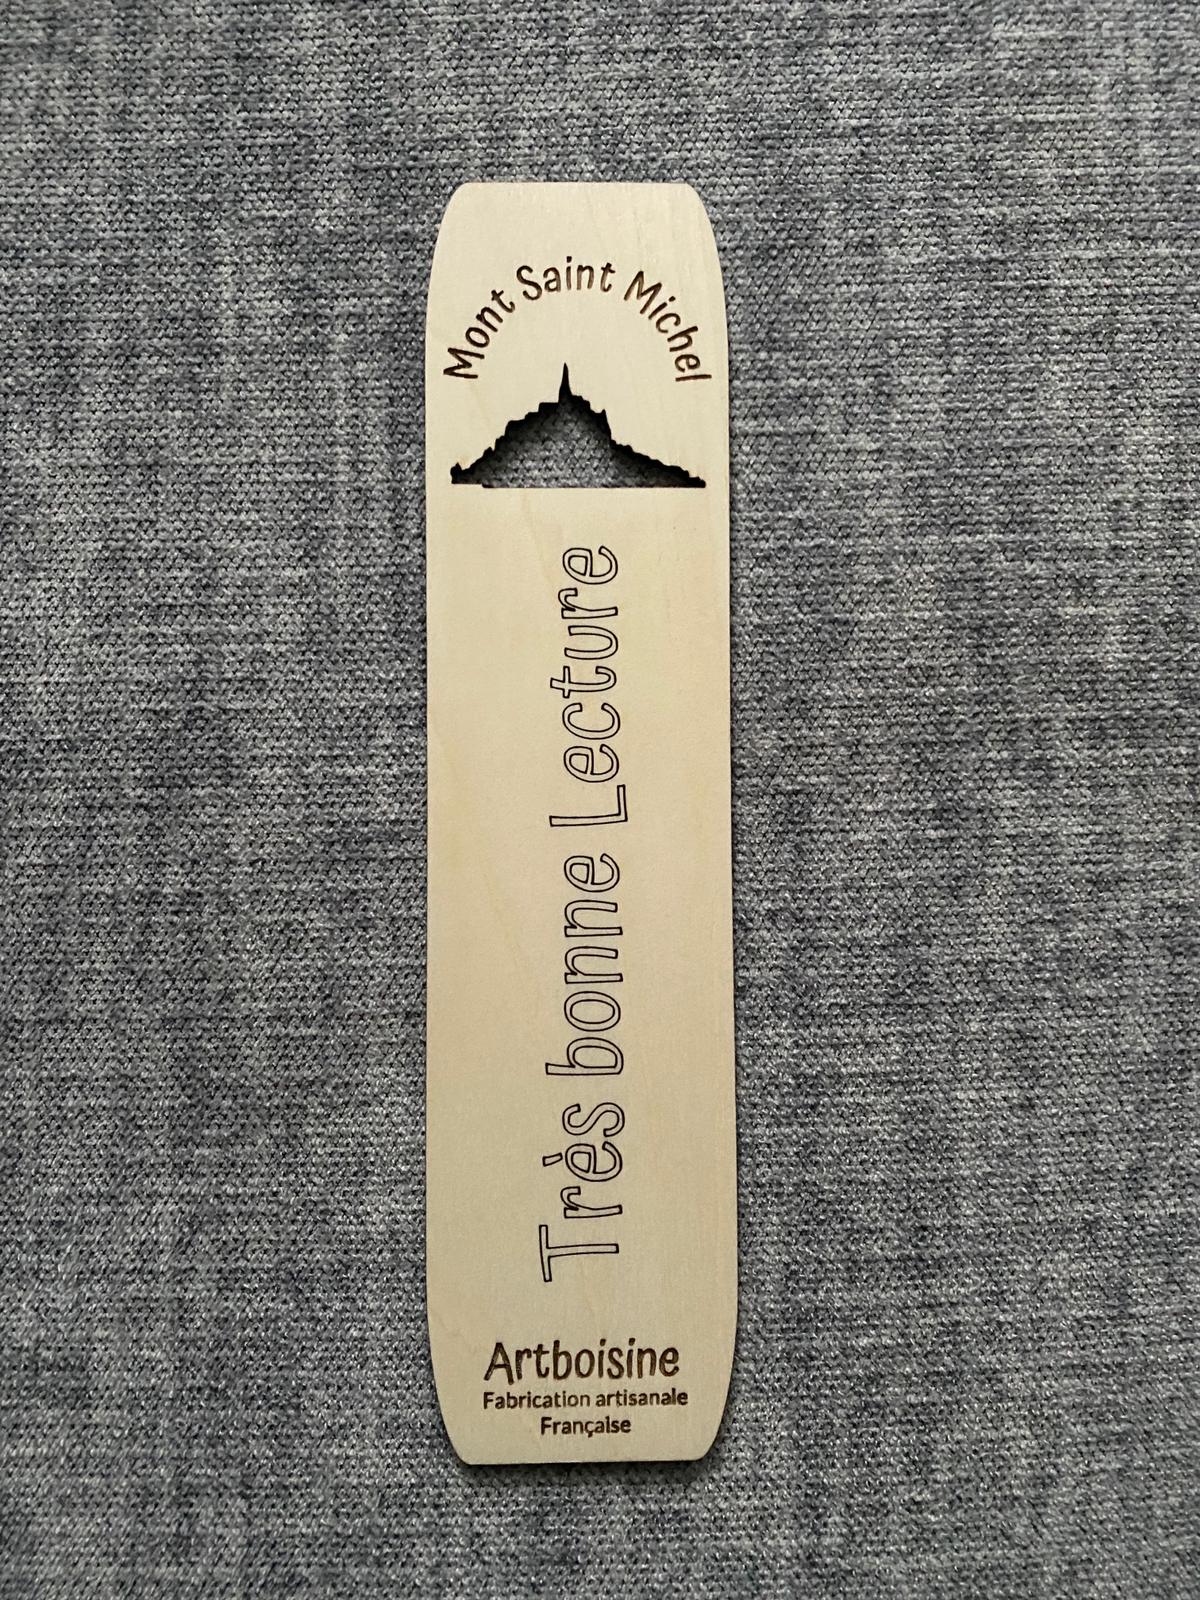 Mont Saint Michel
Très bonne Lecture
Artboisine
Fabrication artisanale
Française